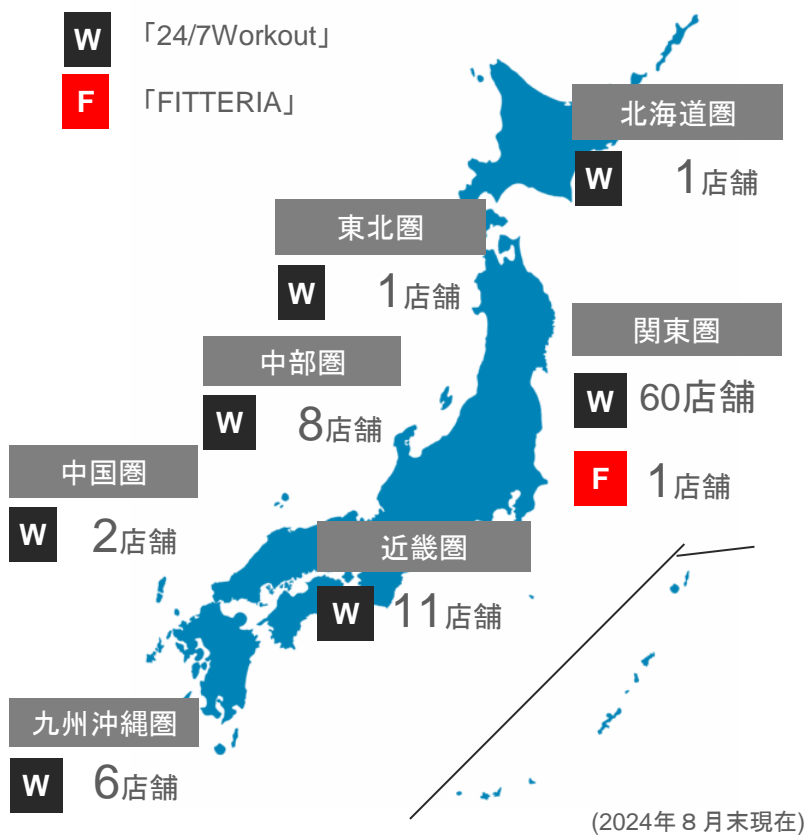 W 「24/7Workout」
F 「FITTERIA」
北海道圏
W 1店舗
東北圏
W 1店舗
関東圏
W 60店舗
F 1店舗
中部圏
W 8店舗
中国圏
W 2店舗
近畿圏
W 11店舗
九州沖縄圏
W 6店舗
(2024年8月末現在)